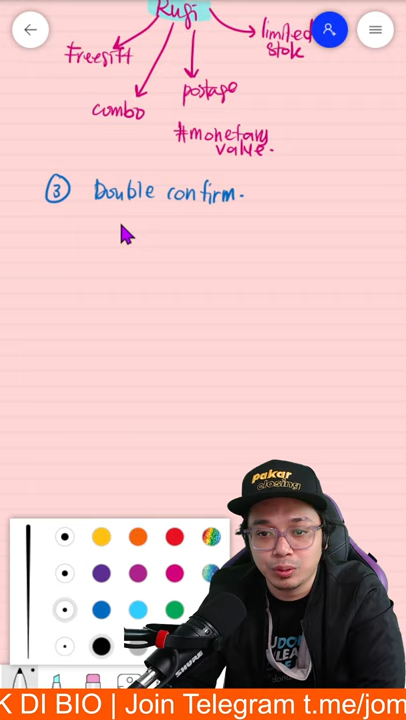 Rugi
Freegift
limited
stok
combo
postage
#monetary
value.
③ Double confirm.
pakar
closing
SHURE
K DI BIO | Join Telegram t.me/jom